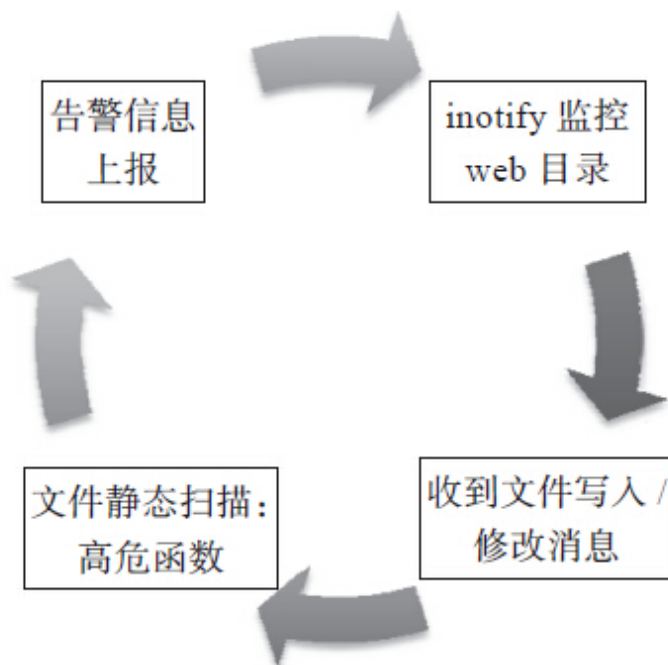 告警信息
上报
inotify 监控
web 目录
收到文件写入 /
修改消息
文件静态扫描：
高危函数